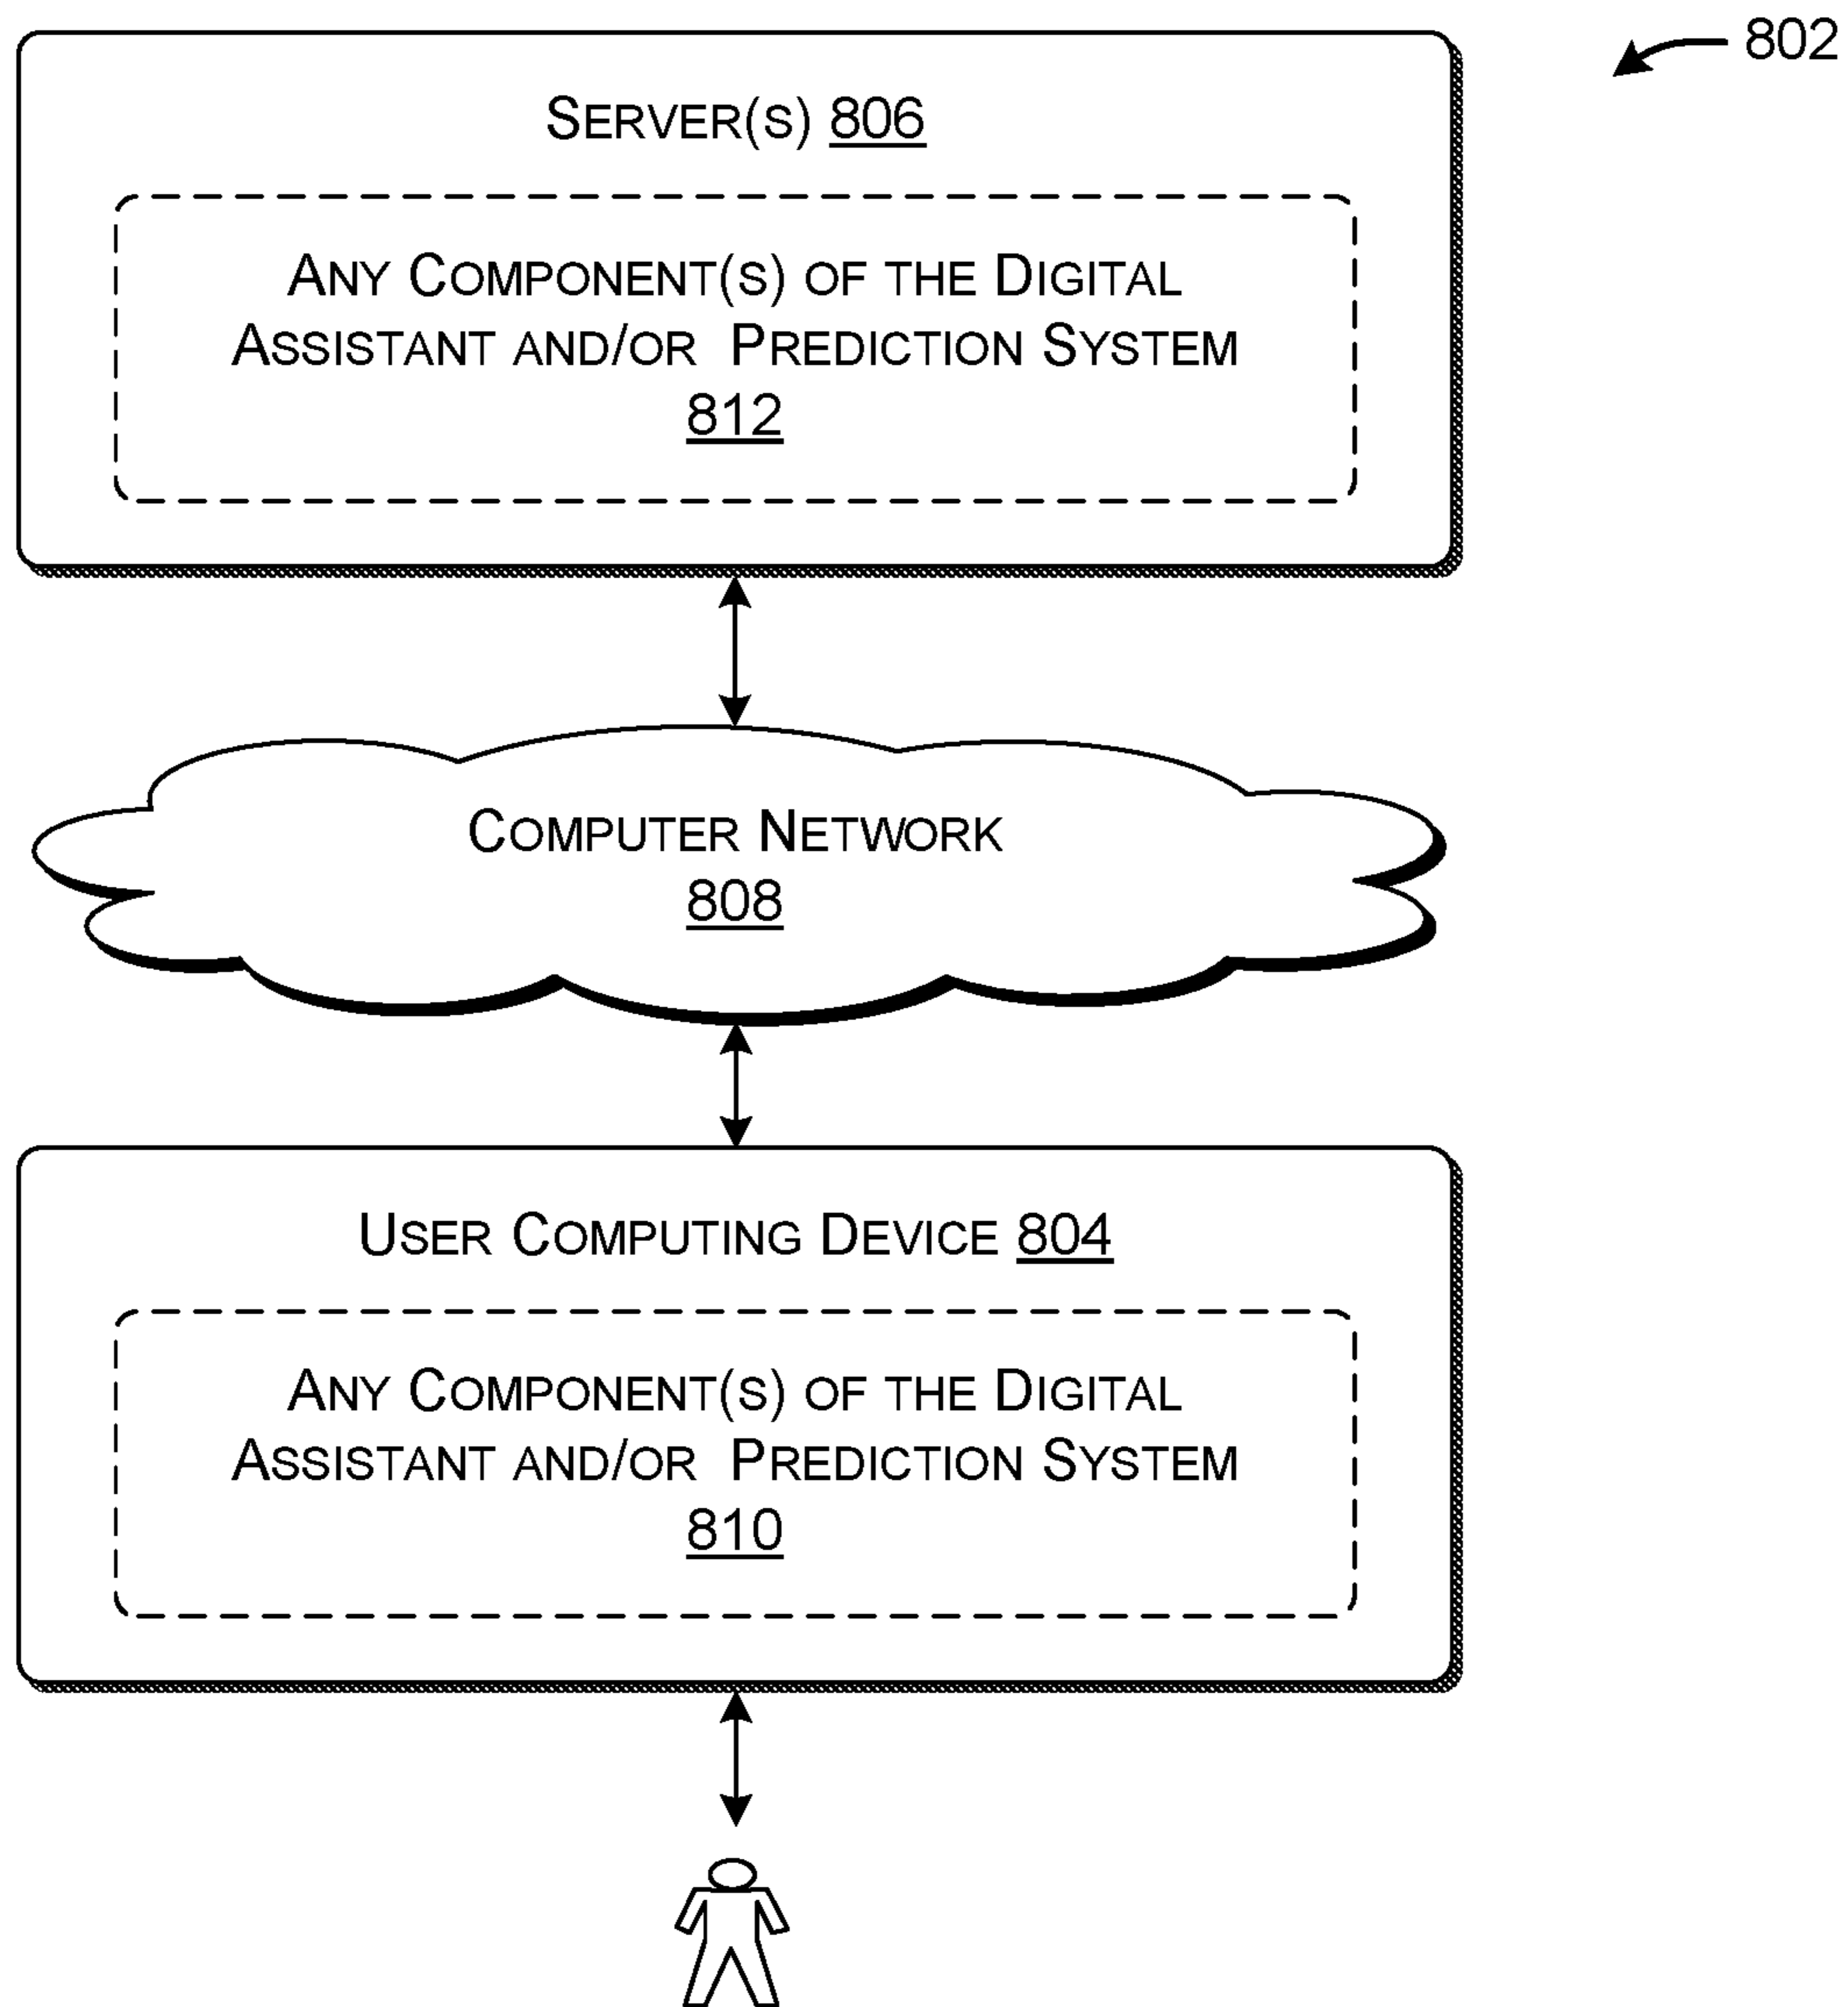 802
SERVER(S) 806
ANY COMPONENT(S) OF THE DIGITAL
ASSISTANT AND/OR PREDICTION SYSTEM
812
COMPUTER NETWORK
808
USER COMPUTING DEVICE 804
ANY COMPONENT(S) OF THE DIGITAL
ASSISTANT AND/OR PREDICTION SYSTEM
810